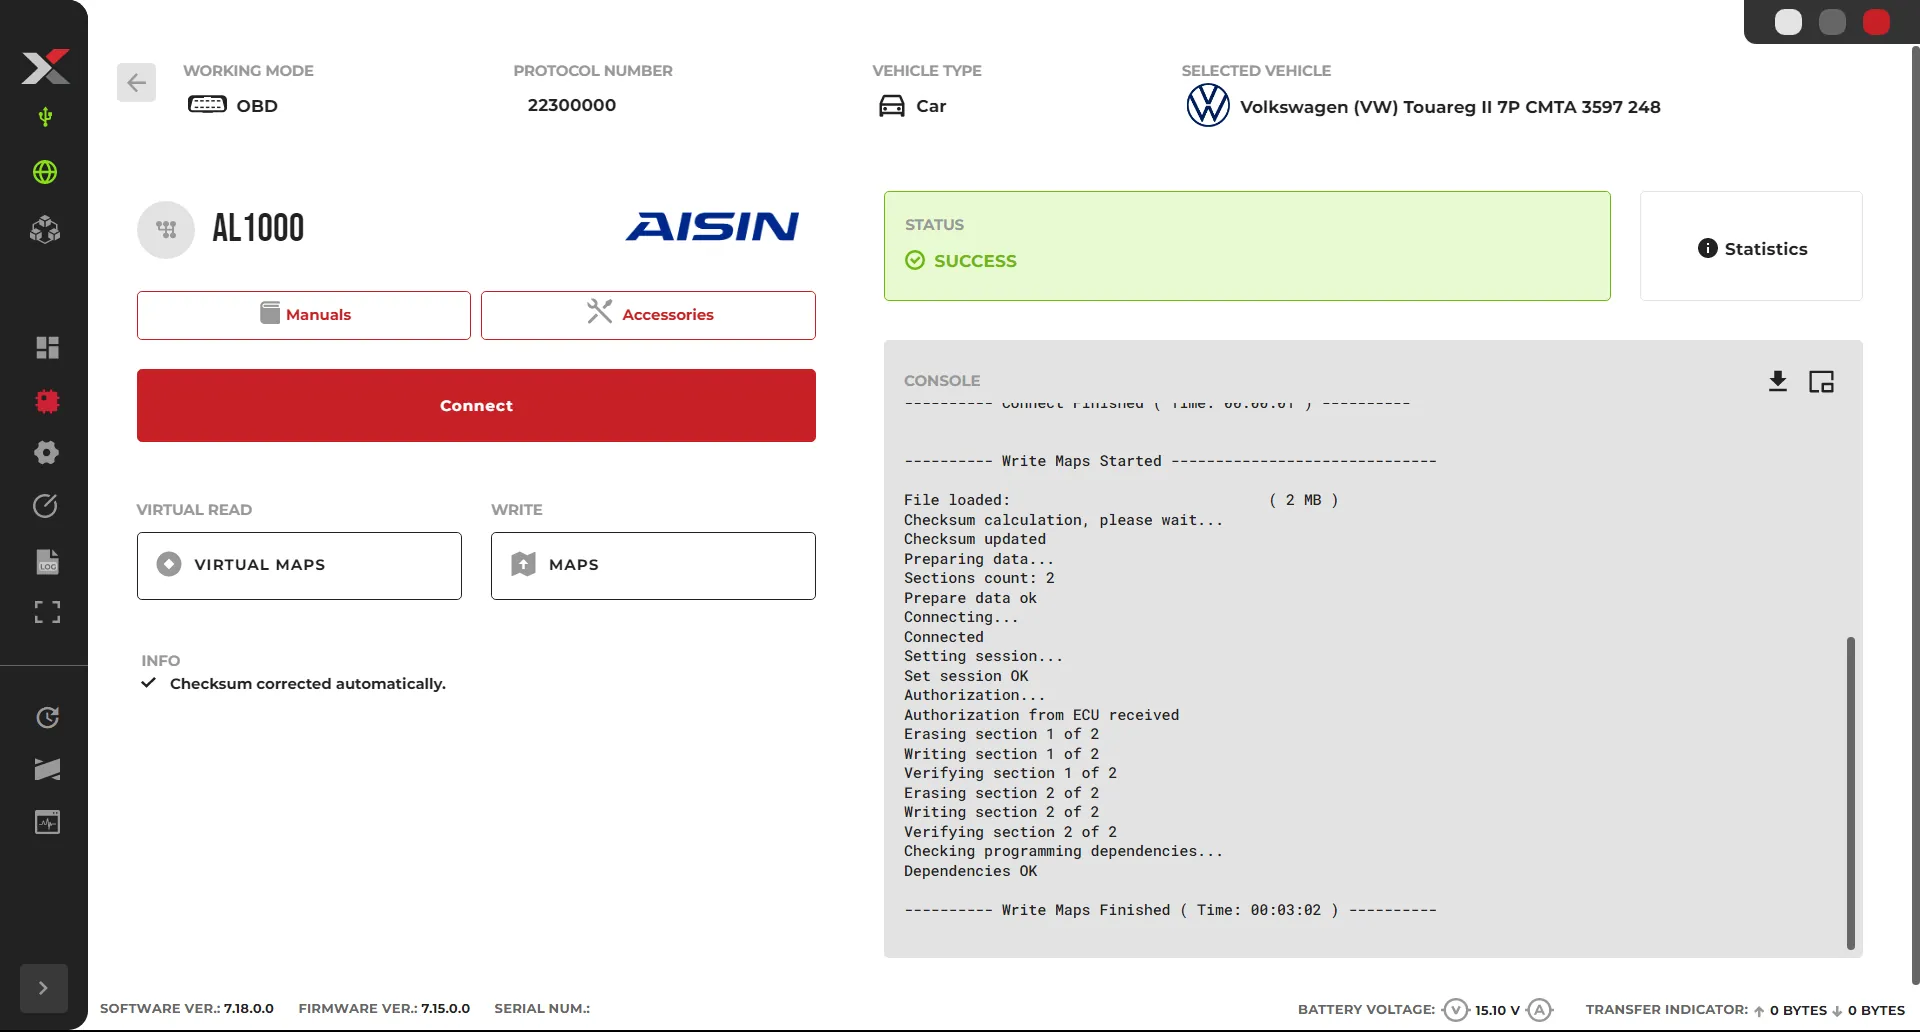 WORKING MODE
OBD
PROTOCOL NUMBER
22300000
VEHICLE TYPE
Car
SELECTED VEHICLE
Volkswagen (VW) Touareg II 7P CMTA 3597 248
AL1000
AISIN
Manuals
Accessories
Connect
VIRTUAL READ
VIRTUAL MAPS
WRITE
MAPS
INFO
Checksum corrected automatically.
STATUS
SUCCESS
Statistics
CONSOLE
---------- Connect Finished ( Time: 00:00:01 ) ----------
---------- Write Maps Started ------------------------------
File loaded: ( 2 MB )
Checksum calculation, please wait...
Checksum updated
Preparing data...
Sections count: 2
Prepare data ok
Connecting...
Connected
Setting session...
Set session OK
Authorization...
Authorization from ECU received
Erasing section 1 of 2
Writing section 1 of 2
Verifying section 1 of 2
Erasing section 2 of 2
Writing section 2 of 2
Verifying section 2 of 2
Checking programming dependencies...
Dependencies OK
---------- Write Maps Finished ( Time: 00:03:02 ) ----------
LOG
SOFTWARE VER.: 7.18.0.0 FIRMWARE VER.: 7.15.0.0 SERIAL NUM.:
BATTERY VOLTAGE: V 15.10 V A TRANSFER INDICATOR: 0 BYTES 0 BYTES